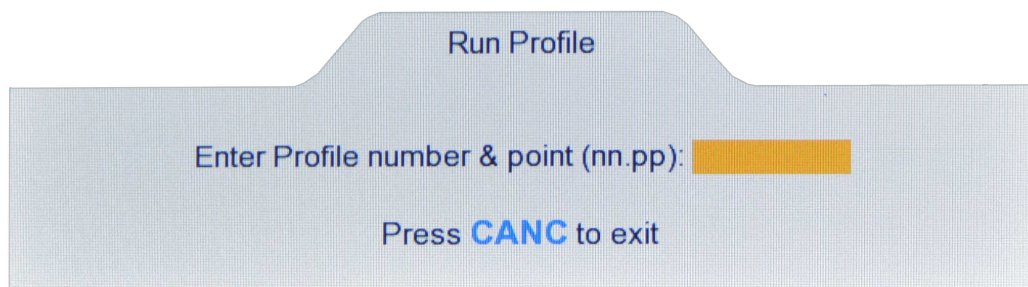 Run Profile
Enter Profile number & point (nn.pp):
Press CANC to exit